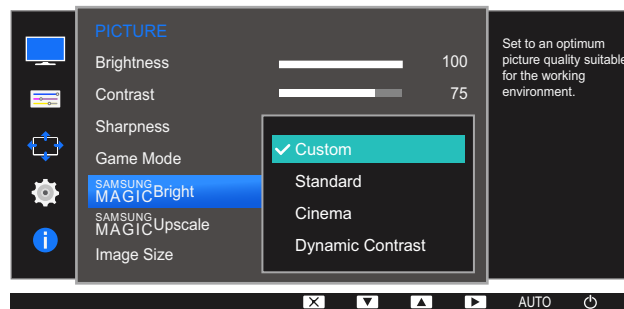 PICTURE
Brightness 100
Contrast 75
Sharpness
Game Mode
SAMSUNG
MAGICBright
SAMSUNG
MAGICUpscale
Image Size
Custom
Standard
Cinema
Dynamic Contrast
Set to an optimum
picture quality suitable
for the working
environment.
AUTO